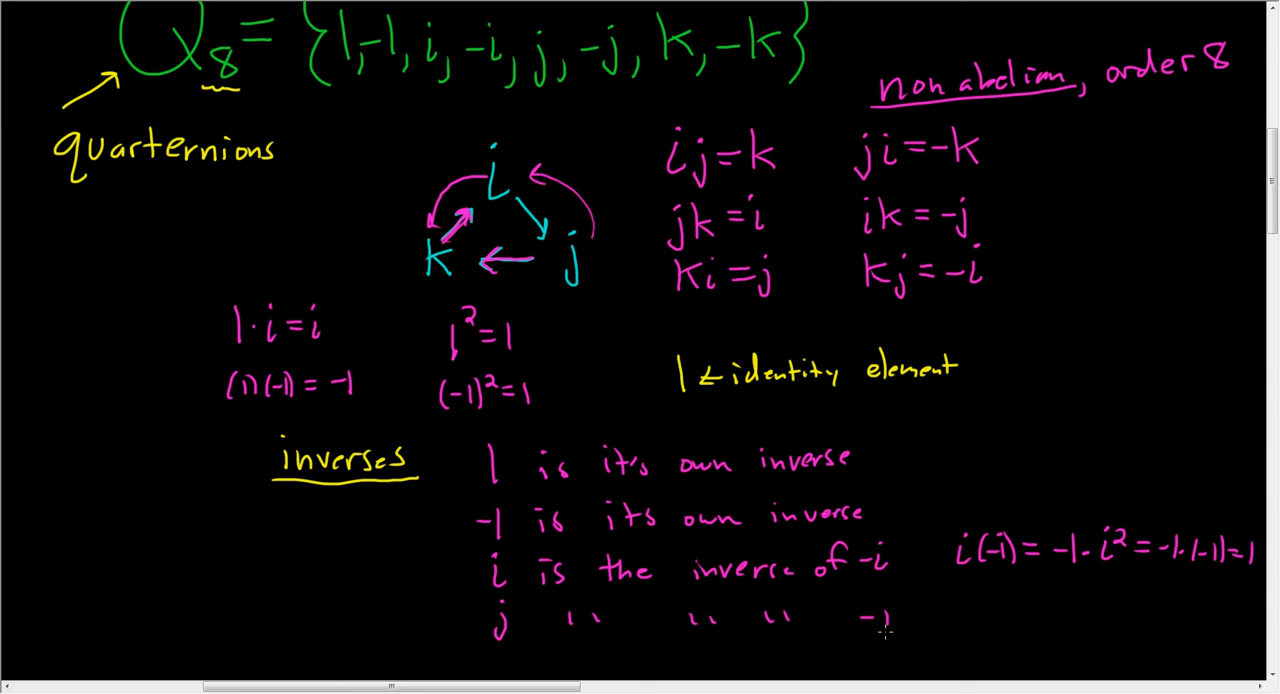 Q₈ = {1, -1, i, -i, j, -j, k, -k}
nonabelian, order 8
quarternions
i
k j
ij = k ji = -k
jk = i ik = -j
ki = j kj = -i
1 · i = i 1² = 1
(1)(-1) = -1 (-1)² = 1
1 ← identity element
inverses
1 is it's own inverse
-1 is its own inverse
i is the inverse of -i i(-i) = -1 · i² = -1 · (-1) = 1
j " " " -